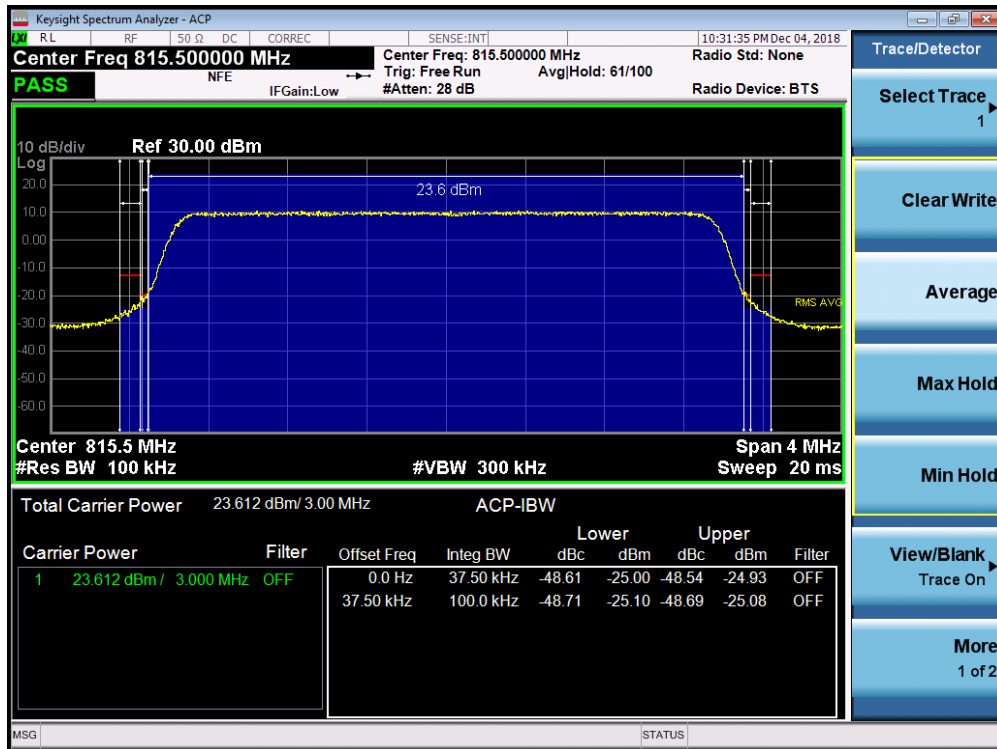 Keysight Spectrum Analyzer - ACP
LXI RL RF 50 Ω DC CORREC SENSE:INT 10:31:35 PM Dec 04, 2018
Center Freq 815.500000 MHz Center Freq: 815.500000 MHz Radio Std: None
NFE Trig: Free Run Avg|Hold: 61/100
PASS IFGain:Low #Atten: 28 dB Radio Device: BTS
10 dB/div Ref 30.00 dBm
Log
20.0
23.6 dBm
10.0
0.00
-10.0
-20.0
RMS AVG
-30.0
-40.0
-50.0
-60.0
Center 815.5 MHz Span 4 MHz
#Res BW 100 kHz #VBW 300 kHz Sweep 20 ms
Total Carrier Power 23.612 dBm/ 3.00 MHz ACP-IBW
Lower Upper
Carrier Power Filter Offset Freq Integ BW dBc dBm dBc dBm Filter
1 23.612 dBm / 3.000 MHz OFF 0.0 Hz 37.50 kHz -48.61 -25.00 -48.54 -24.93 OFF
37.50 kHz 100.0 kHz -48.71 -25.10 -48.69 -25.08 OFF
MSG STATUS
Trace/Detector
Select Trace
1
Clear Write
Average
Max Hold
Min Hold
View/Blank
Trace On
More
1 of 2